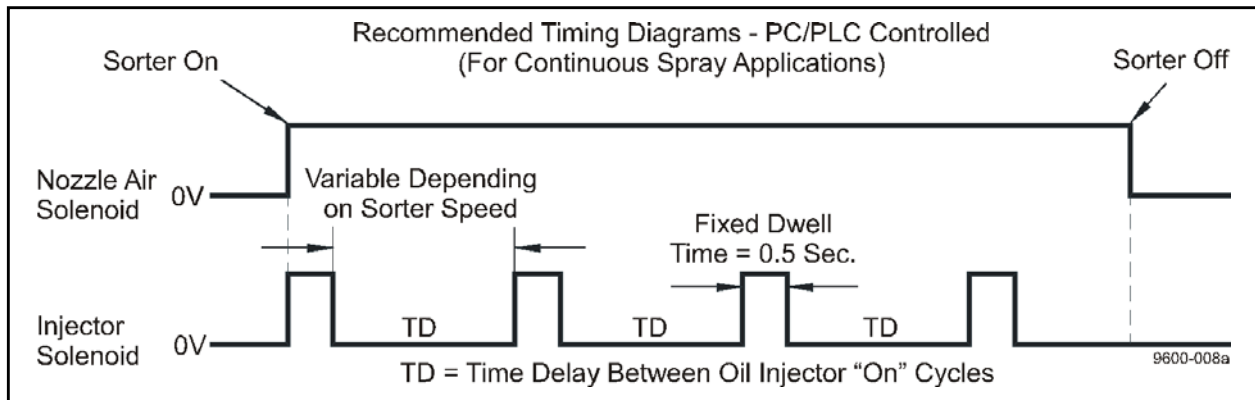 Recommended Timing Diagrams - PC/PLC Controlled
(For Continuous Spray Applications)
Sorter On
Sorter Off
Nozzle Air
Solenoid
0V
Variable Depending
on Sorter Speed
Fixed Dwell
Time = 0.5 Sec.
Injector
Solenoid
0V
TD
TD
TD
9600-008a
TD = Time Delay Between Oil Injector “On” Cycles